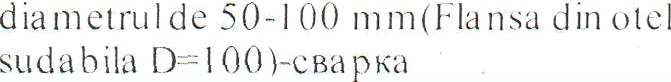 diametrul de 50-100 mm(Flansa din otel
sudabila D=100)-сварка